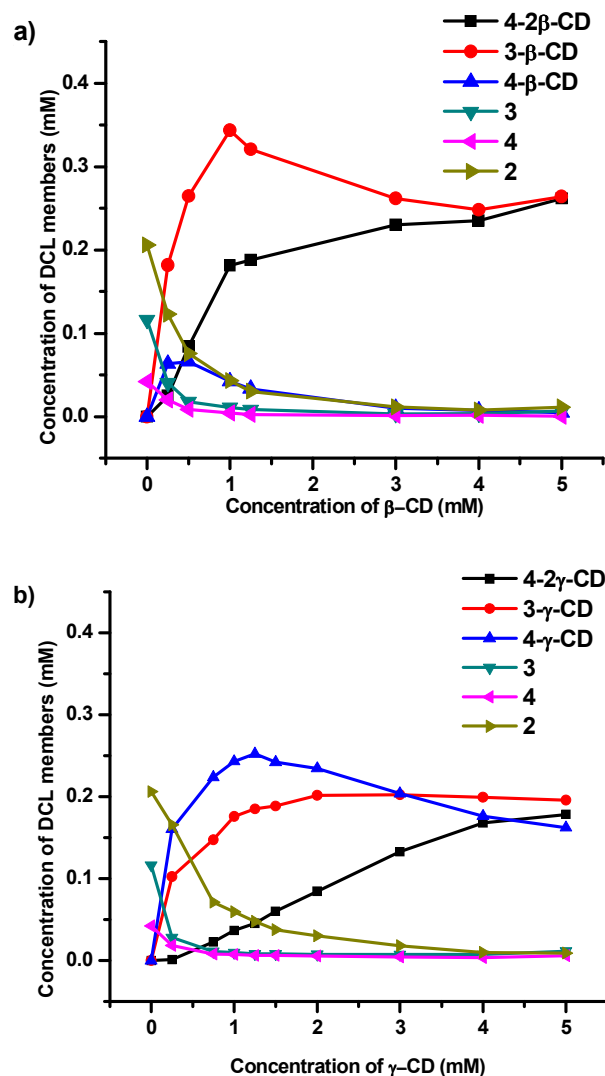 a)
4-2β-CD
3-β-CD
4-β-CD
3
4
2
Concentration of DCL members (mM)
0.4
0.3
0.2
0.1
0.0
0 1 2 3 4 5
Concentration of β–CD (mM)
b)
4-2γ-CD
3-γ-CD
4-γ-CD
3
4
2
Concentration of DCL members (mM)
0.4
0.3
0.2
0.1
0.0
0 1 2 3 4 5
Concentration of γ–CD (mM)